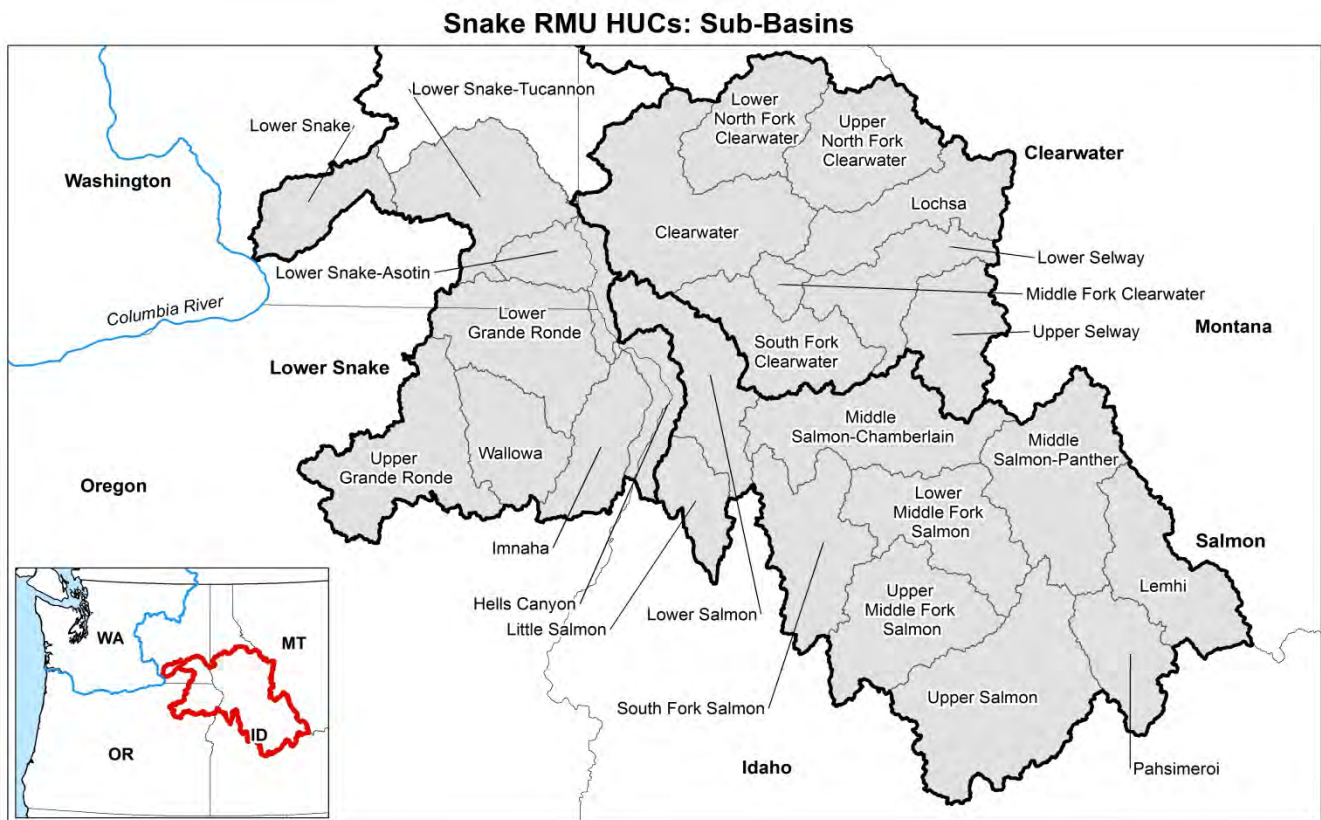 Snake RMU HUCs: Sub-Basins
Lower Snake-Tucannon
Lower Snake
Washington
Lower
North Fork
Clearwater
Upper
North Fork
Clearwater
Clearwater
Lochsa
Clearwater
Lower Selway
Lower Snake-Asotin
Middle Fork Clearwater
Columbia River
Lower
Grande Ronde
Montana
Upper Selway
South Fork
Clearwater
Lower Snake
Middle
Salmon-Chamberlain
Middle
Salmon-Panther
Wallowa
Upper
Grande Ronde
Oregon
Lower
Middle Fork
Salmon
Imnaha
Salmon
Lemhi
Hells Canyon
Little Salmon
Lower Salmon
Upper
Middle Fork
Salmon
South Fork Salmon
Upper Salmon
Idaho
Pahsimeroi
WA
MT
ID
OR